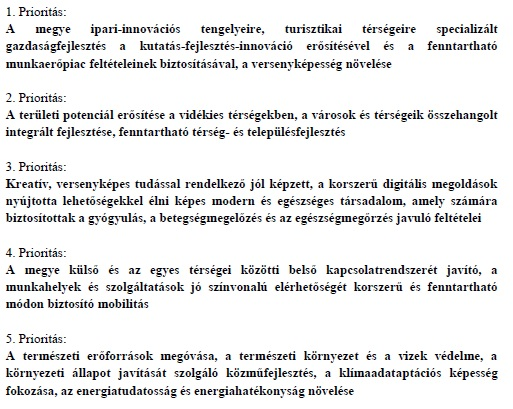 1. Prioritás:
A megye ipari-innovációs tengelyeire, turisztikai térségeire specializált
gazdaságfejlesztés a kutatás-fejlesztés-innováció erősítésével és a fenntartható
munkaerőpiac feltételeinek biztosításával, a versenyképesség növelése
2. Prioritás:
A területi potenciál erősítése a vidékies térségekben, a városok és térségeik összehangolt
integrált fejlesztése, fenntartható térség- és településfejlesztés
3. Prioritás:
Kreatív, versenyképes tudással rendelkező jól képzett, a korszerű digitális megoldások
nyújtotta lehetőségekkel élni képes modern és egészséges társadalom, amely számára
biztosítottak a gyógyulás, a betegségmegelőzés és az egészségmegőrzés javuló feltételei
4. Prioritás:
A megye külső és az egyes térségei közötti belső kapcsolatrendszerét javító, a
munkahelyek és szolgáltatások jó színvonalú elérhetőségét korszerű és fenntartható
módon biztosító mobilitás
5. Prioritás:
A természeti erőforrások megóvása, a természeti környezet és a vizek védelme, a
környezeti állapot javítását szolgáló közműfejlesztés, a klímaadataptációs képesség
fokozása, az energiatudatosság és energiahatékonyság növelése